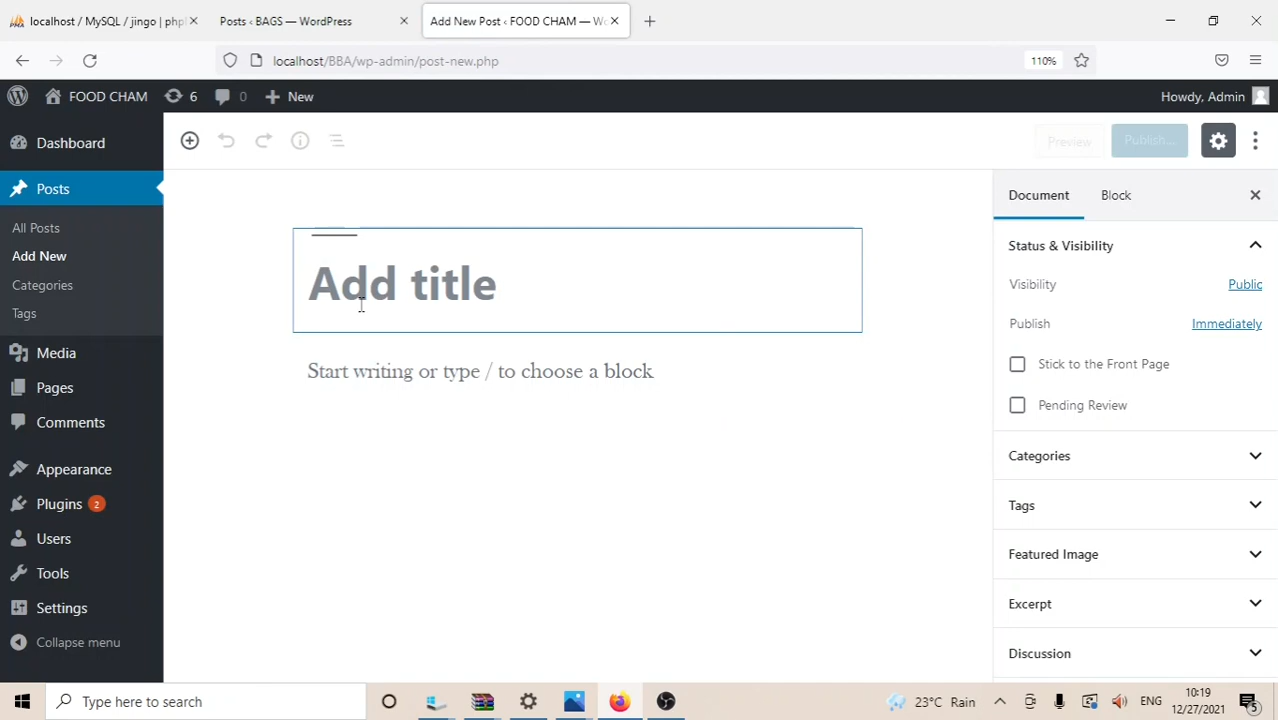 localhost / MySQL / jingo | php
Posts ‹ BAGS — WordPress
Add New Post ‹ FOOD CHAM — Wo
localhost/BBA/wp-admin/post-new.php
110%
FOOD CHAM
6
0
New
Howdy, Admin
Dashboard
Posts
All Posts
Add New
Categories
Tags
Media
Pages
Comments
Appearance
Plugins 2
Users
Tools
Settings
Collapse menu
Preview
Publish...
Add title
Start writing or type / to choose a block
Document
Block
Status & Visibility
Visibility
Public
Publish
Immediately
Stick to the Front Page
Pending Review
Categories
Tags
Featured Image
Excerpt
Discussion
Type here to search
23°C Rain
ENG
10:19
12/27/2021
5